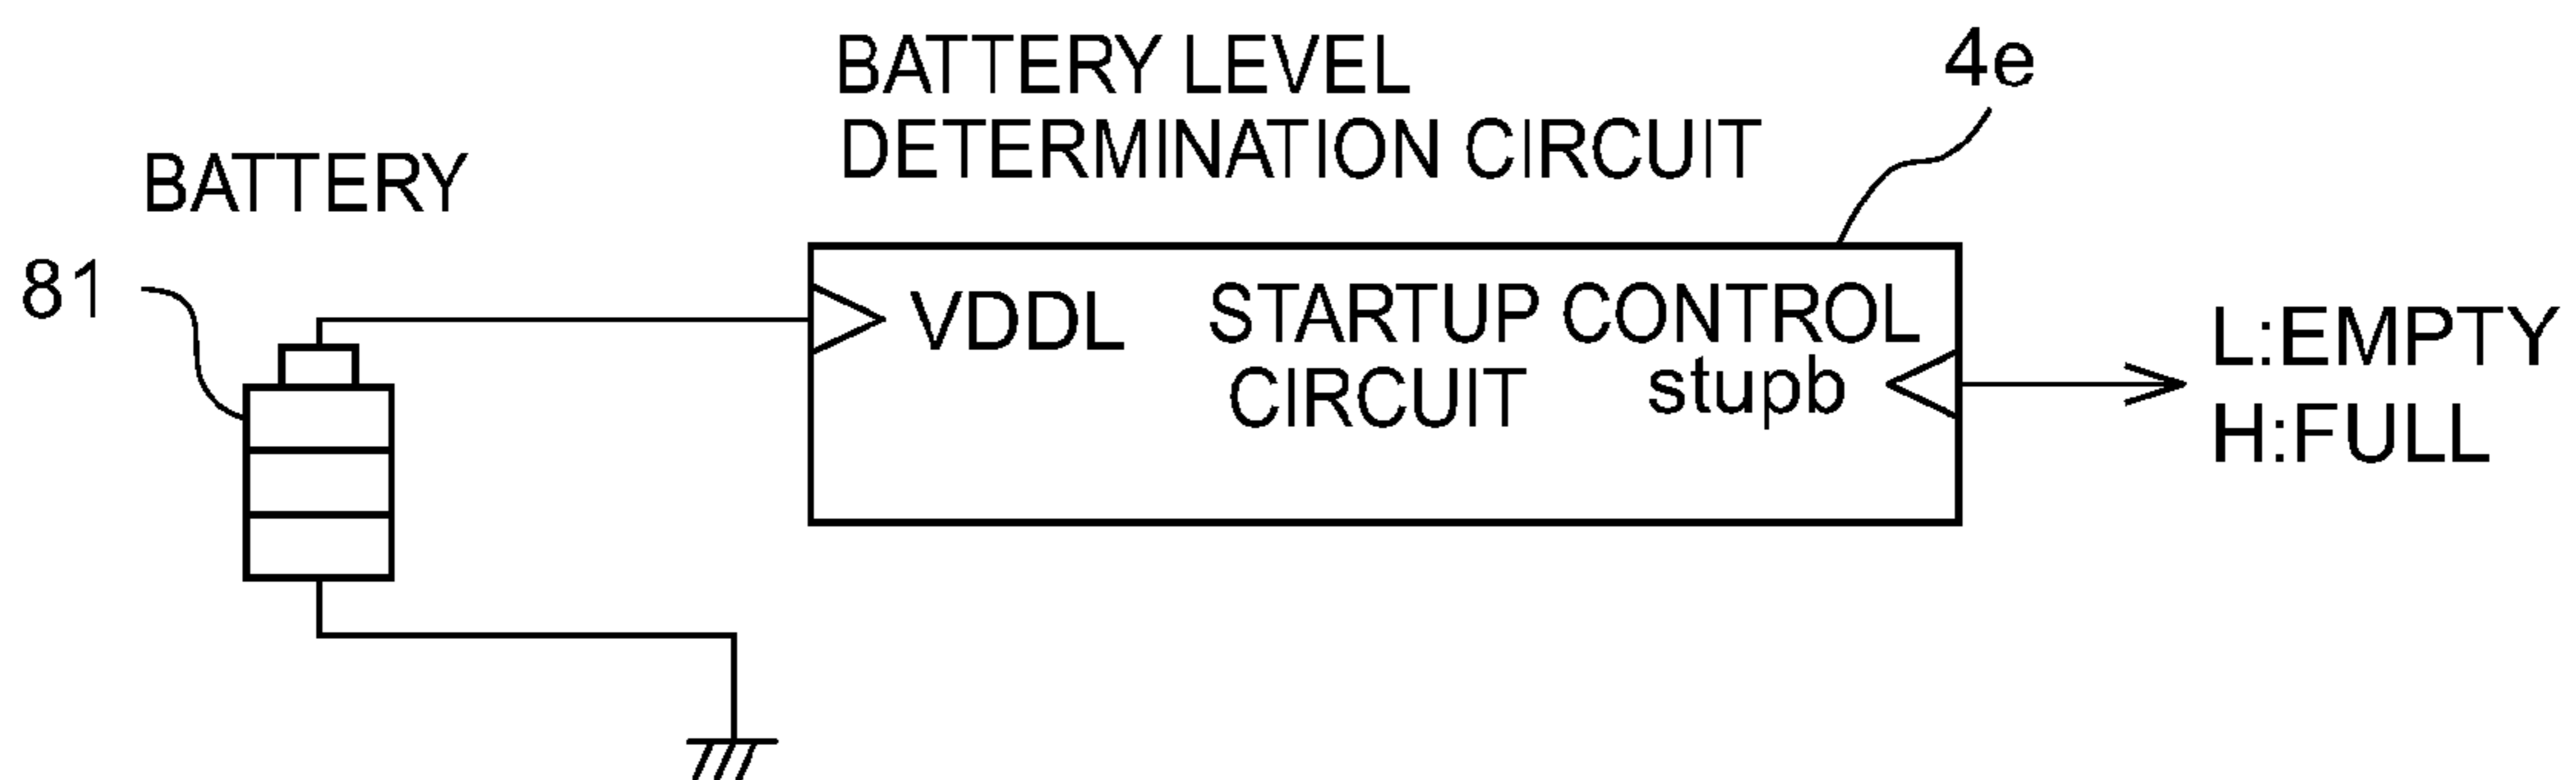 BATTERY LEVEL
DETERMINATION CIRCUIT
4e
BATTERY
81
VDDL
STARTUP CONTROL
CIRCUIT
stupb
L:EMPTY
H:FULL